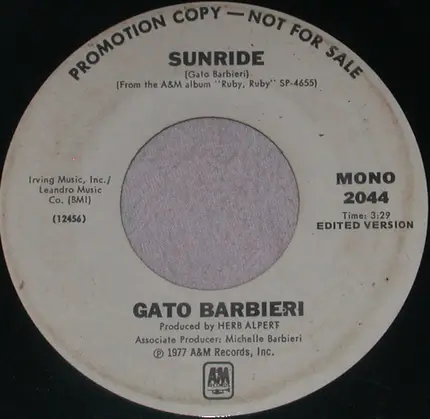 PROMOTION COPY — NOT FOR SALE
SUNRIDE
(Gato Barbieri)
(From the A&M album "Ruby, Ruby" SP-4655)
Irving Music, Inc./
Leandro Music
Co. (BMI)
(12456)
MONO
2044
Time: 3:29
EDITED VERSION
GATO BARBIERI
Produced by HERB ALPERT
Associate Producer: Michelle Barbieri
℗ 1977 A&M Records, Inc.
A&M
RECORDS